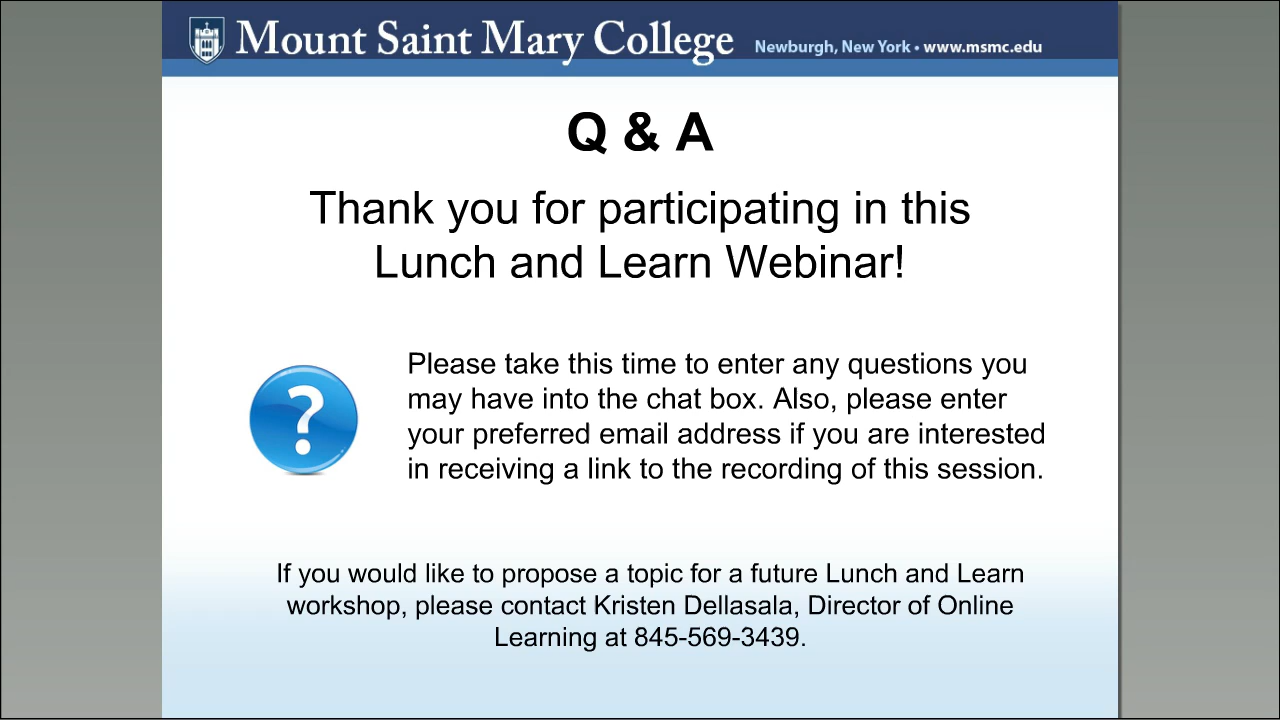 Mount Saint Mary College Newburgh, New York • www.msmc.edu
Q & A
Thank you for participating in this
Lunch and Learn Webinar!
?
Please take this time to enter any questions you
may have into the chat box. Also, please enter
your preferred email address if you are interested
in receiving a link to the recording of this session.
If you would like to propose a topic for a future Lunch and Learn
workshop, please contact Kristen Dellasala, Director of Online
Learning at 845-569-3439.